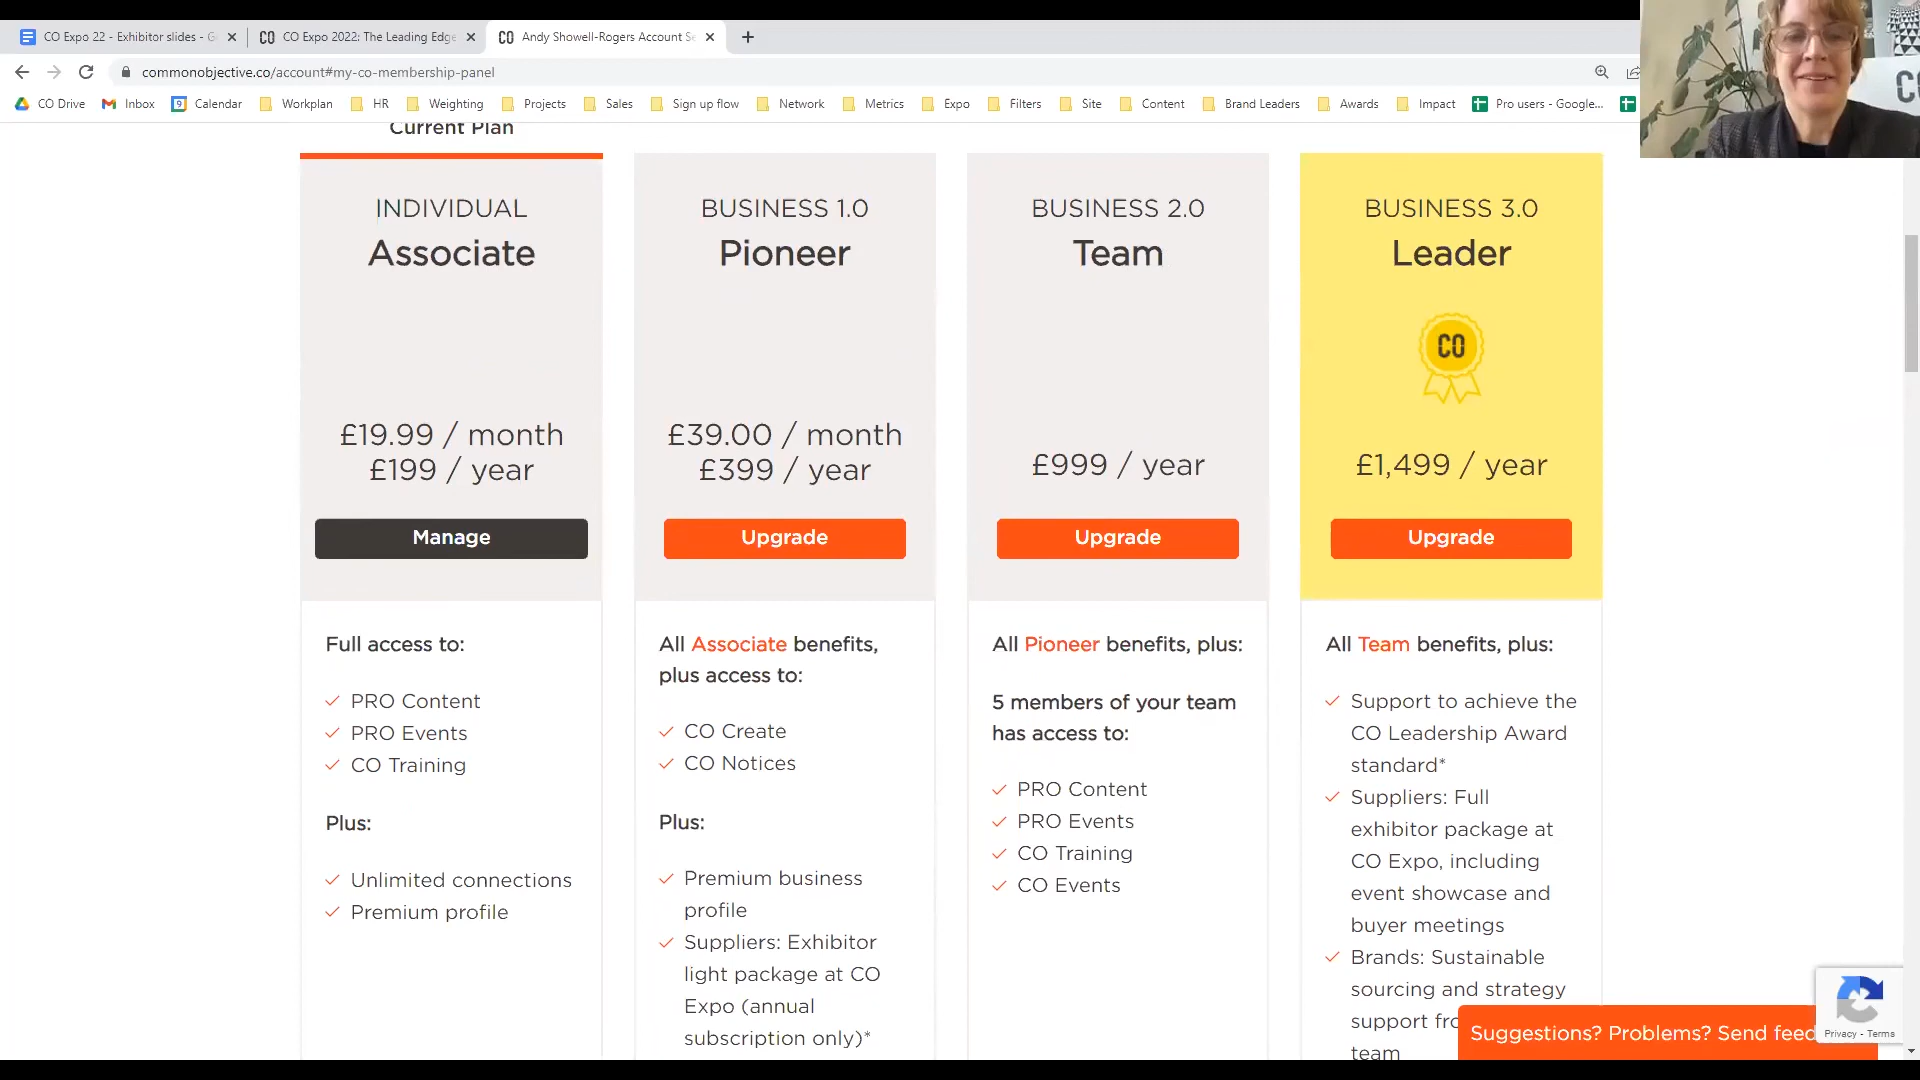 CO Expo 22 - Exhibitor slides - G
CO Expo 2022: The Leading Edge
Andy Showell-Rogers Account Se
commonobjective.co/account#my-co-membership-panel
CO Drive
Inbox
9
Calendar
Workplan
HR
Weighting
Projects
Sales
Sign up flow
Network
Metrics
Expo
Filters
Site
Content
Brand Leaders
Awards
Impact
Pro users - Google...
Current Plan
INDIVIDUAL
Associate
£19.99 / month
£199 / year
Manage
Full access to:
PRO Content
PRO Events
CO Training
Plus:
Unlimited connections
Premium profile
BUSINESS 1.0
Pioneer
£39.00 / month
£399 / year
Upgrade
All Associate benefits,
plus access to:
CO Create
CO Notices
Plus:
Premium business
profile
Suppliers: Exhibitor
light package at CO
Expo (annual
subscription only)*
BUSINESS 2.0
Team
£999 / year
Upgrade
All Pioneer benefits, plus:
5 members of your team
has access to:
PRO Content
PRO Events
CO Training
CO Events
BUSINESS 3.0
Leader
CO
£1,499 / year
Upgrade
All Team benefits, plus:
Support to achieve the
CO Leadership Award
standard*
Suppliers: Full
exhibitor package at
CO Expo, including
event showcase and
buyer meetings
Brands: Sustainable
sourcing and strategy
support
team
Suggestions? Problems? Send feed
Privacy - Terms